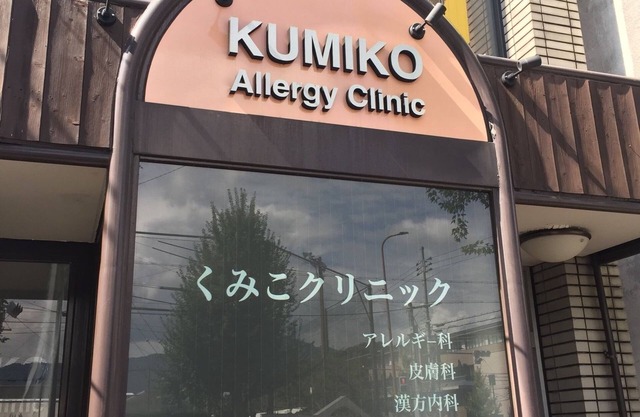 KUMIKO
Allergy Clinic
くみこクリニック
アレルギー科
皮膚科
漢方内科